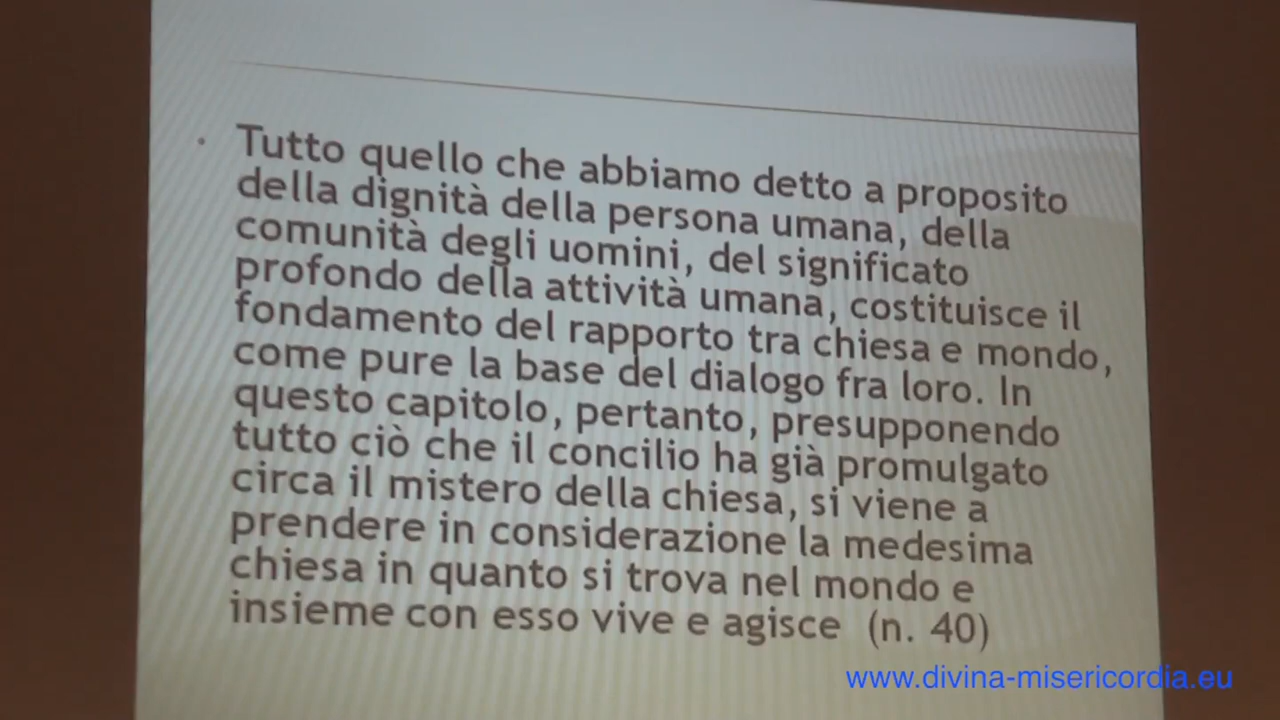 • Tutto quello che abbiamo detto a proposito
della dignità della persona umana, della
comunità degli uomini, del significato
profondo della attività umana, costituisce il
fondamento del rapporto tra chiesa e mondo,
come pure la base del dialogo fra loro. In
questo capitolo, pertanto, presupponendo
tutto ciò che il concilio ha già promulgato
circa il mistero della chiesa, si viene a
prendere in considerazione la medesima
chiesa in quanto si trova nel mondo e
insieme con esso vive e agisce (n. 40)
www.divina-misericordia.eu